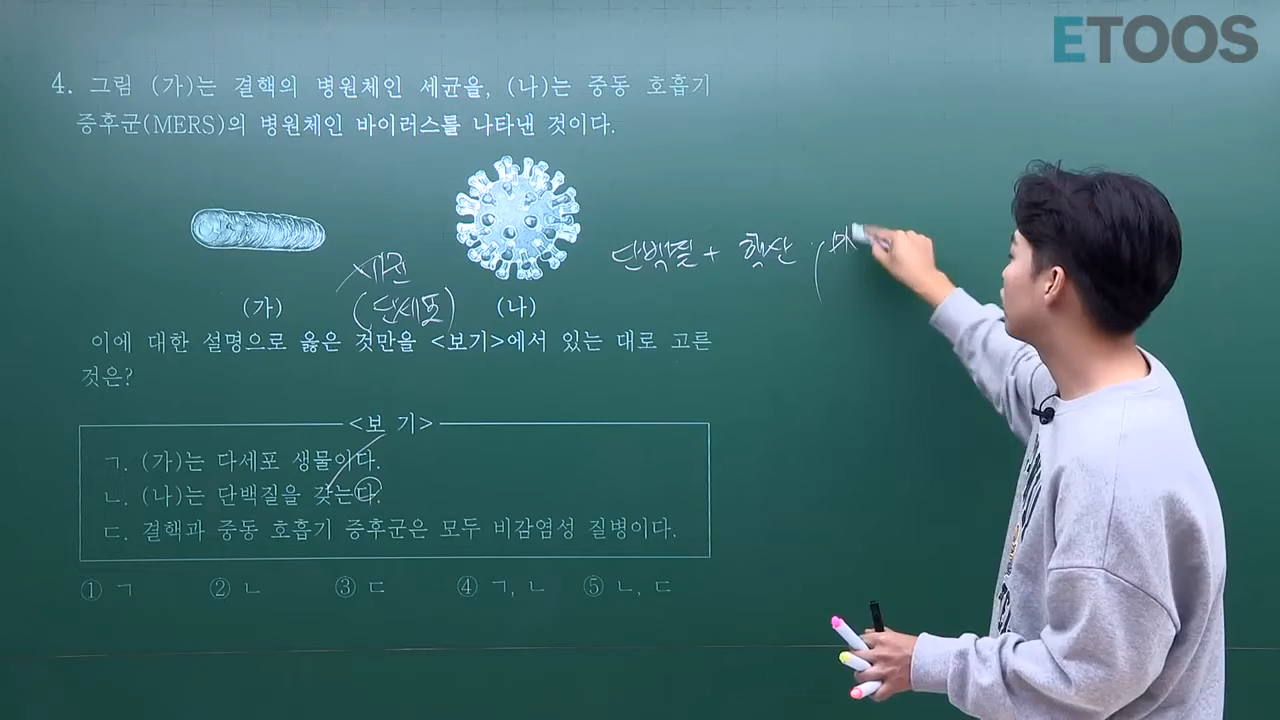 ETOOS
4. 그림 (가)는 결핵의 병원체인 세균을, (나)는 중동 호흡기
증후군(MERS)의 병원체인 바이러스를 나타낸 것이다.
단백질 + 핵산 (
세균
(단세포)
(가) (나)
이에 대한 설명으로 옳은 것만을 <보기>에서 있는 대로 고른
것은?
<보 기>
ㄱ. (가)는 다세포 생물이다.
ㄴ. (나)는 단백질을 갖는다.
ㄷ. 결핵과 중동 호흡기 증후군은 모두 비감염성 질병이다.
① ㄱ ② ㄴ ③ ㄷ ④ ㄱ, ㄴ ⑤ ㄴ, ㄷ